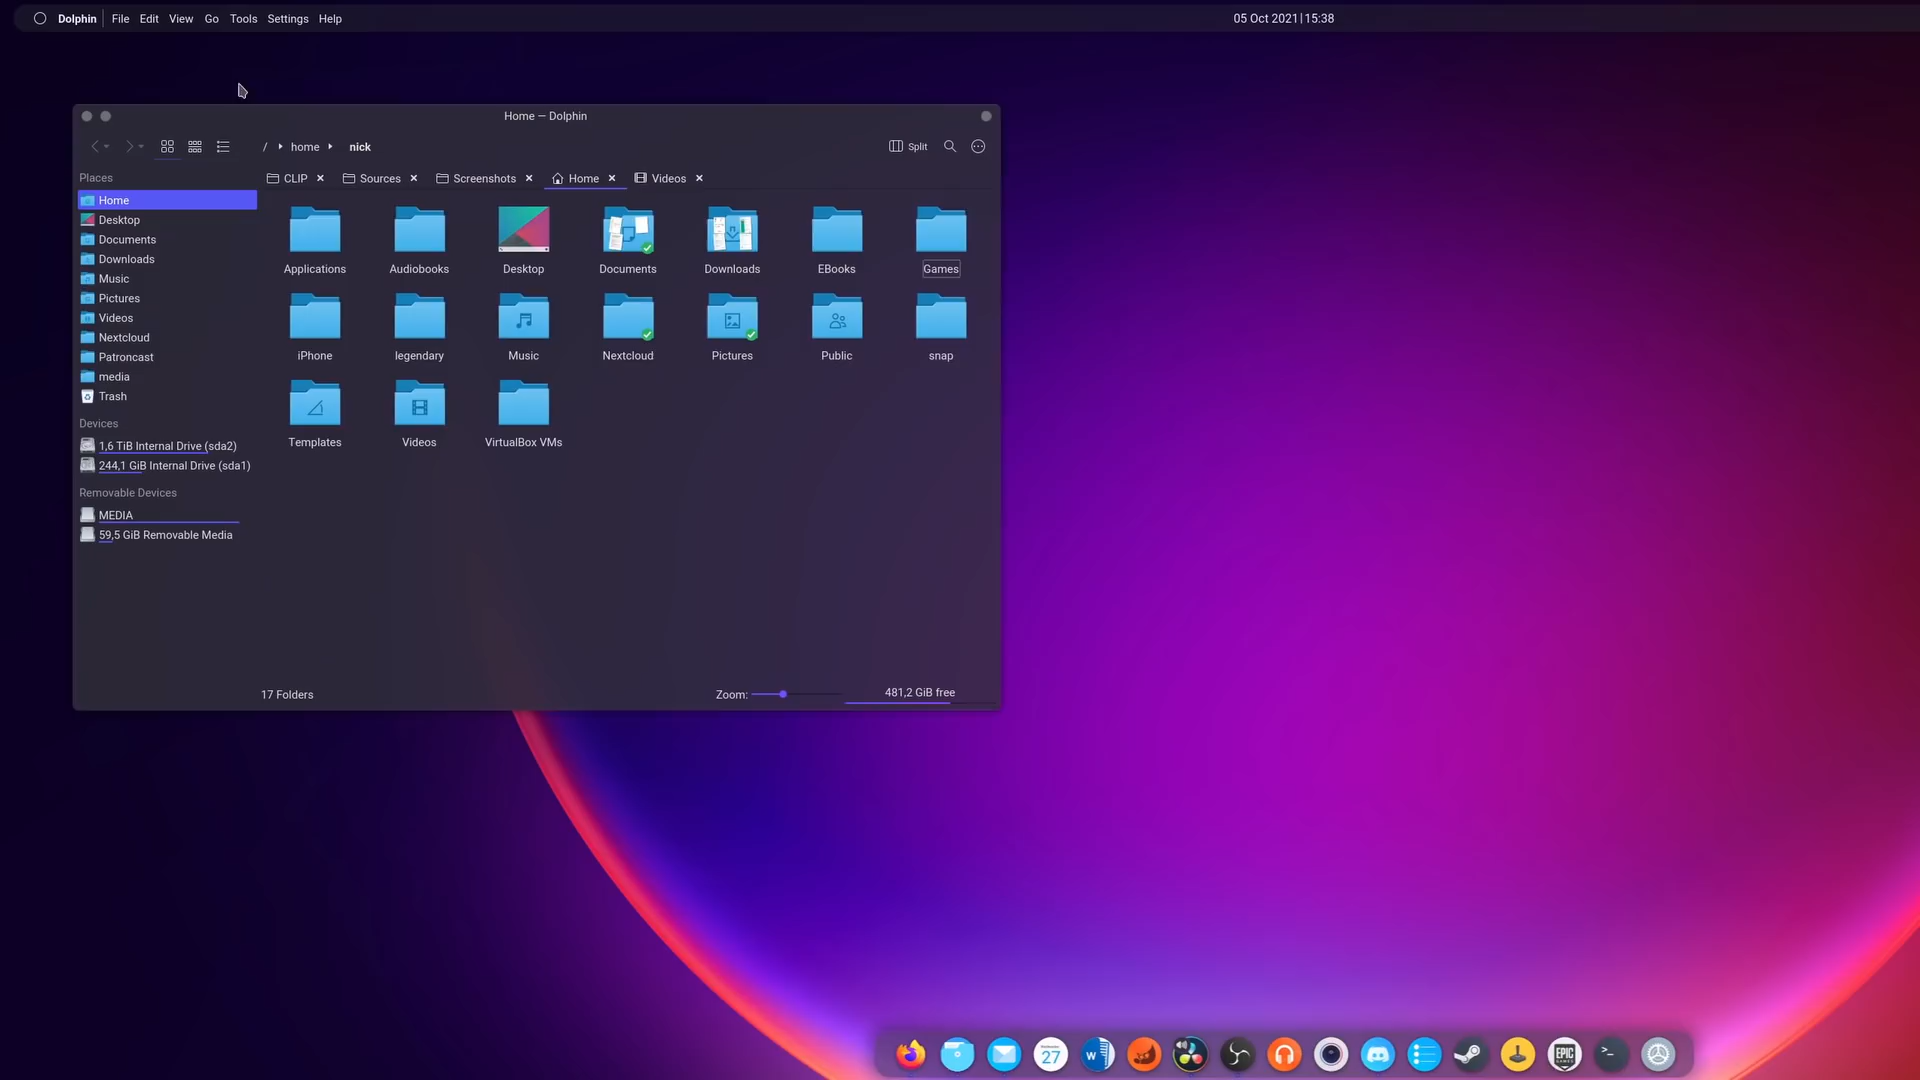 Dolphin File Edit View Go Tools Settings Help 05 Oct 2021|15:38
Home — Dolphin
/ home nick Split
Places CLIP Sources Screenshots Home Videos
Home
Desktop
Documents
Downloads
Music
Pictures
Videos
Nextcloud
Patroncast
media
Trash
Devices
1,6 TiB Internal Drive (sda2)
244,1 GiB Internal Drive (sda1)
Removable Devices
MEDIA
59,5 GiB Removable Media
Applications Audiobooks Desktop Documents Downloads EBooks Games
iPhone legendary Music Nextcloud Pictures Public snap
Templates Videos VirtualBox VMs
17 Folders Zoom: 481,2 GiB free
27 W EPIC GAMES >_